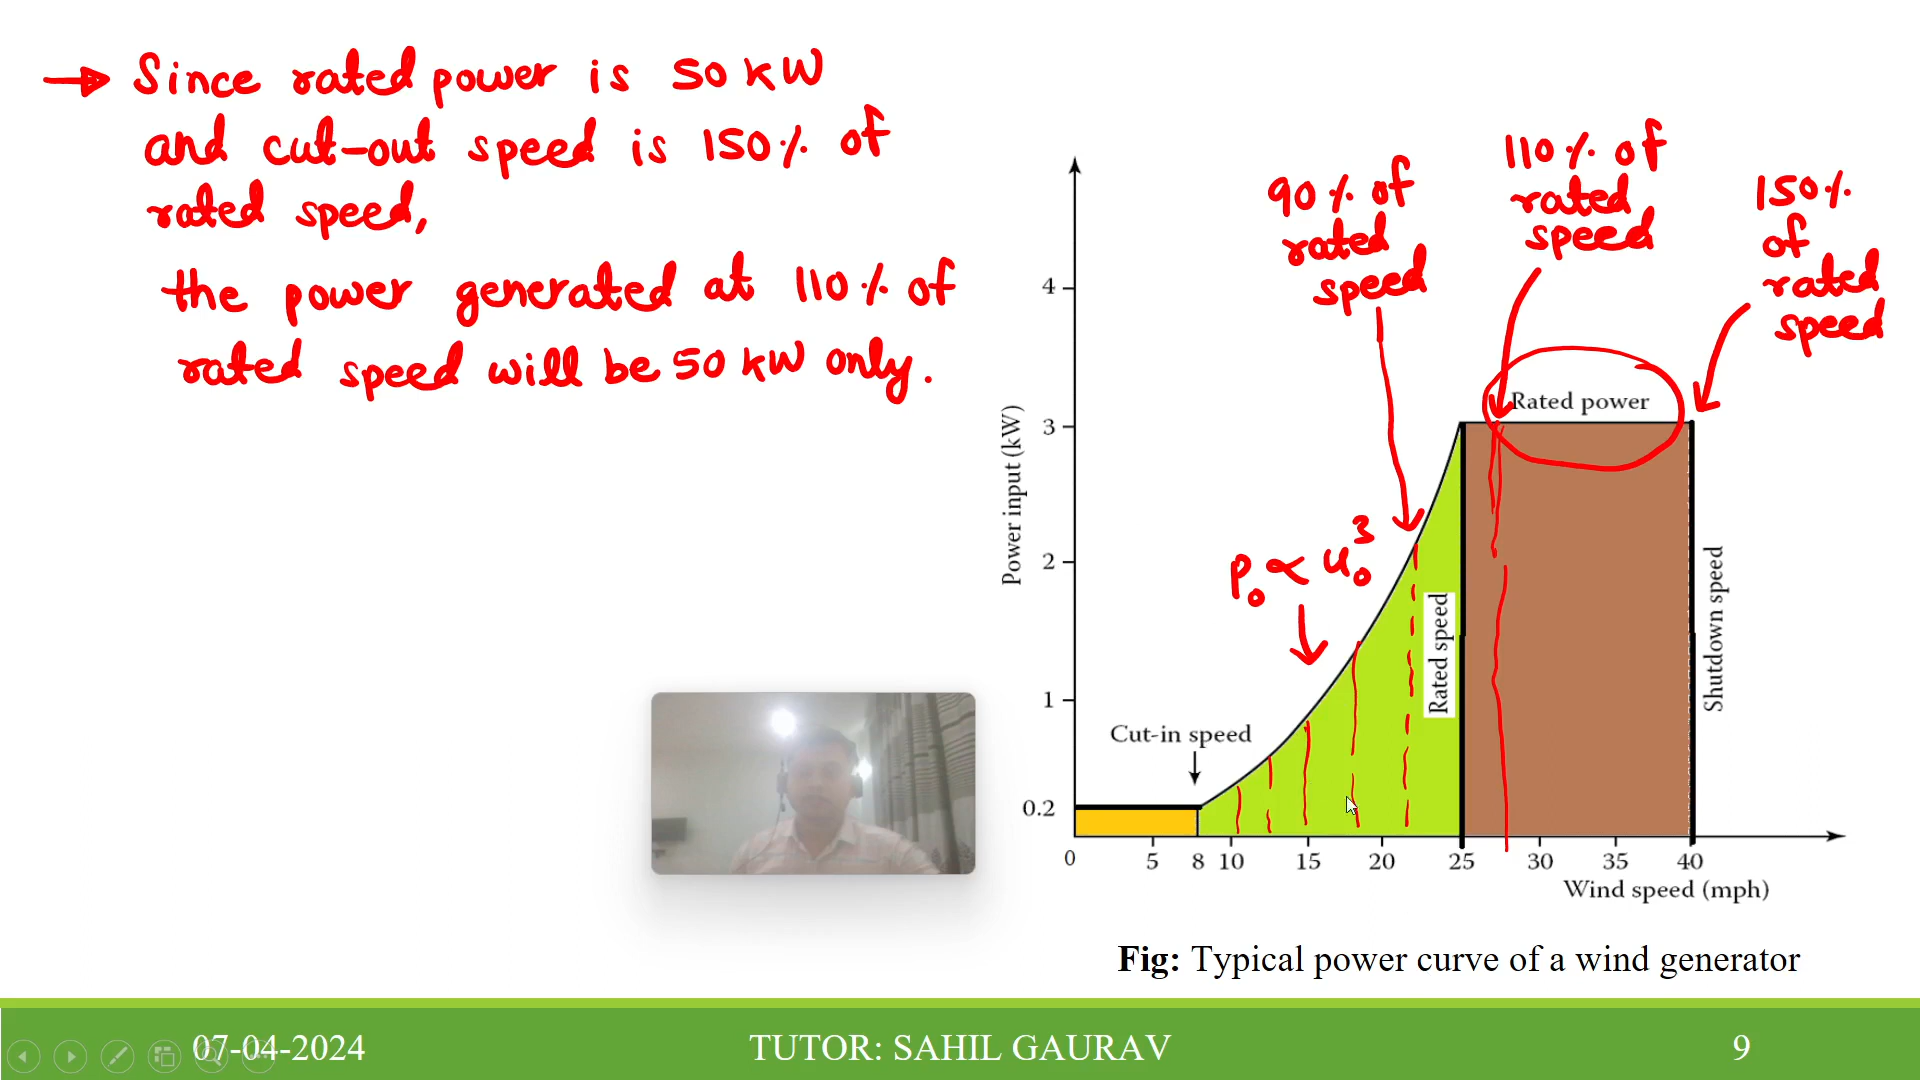 → Since rated power is 50 kW
and cut-out speed is 150% of
rated speed,
the power generated at 110% of
rated speed will be 50 kW only.
90% of
rated
speed
110% of
rated
speed
150%
of
rated
speed
Rated power
P₀ ∝ u₀³
Power input (kW)
4
3
2
1
0.2
Cut-in speed
Rated speed
Shutdown speed
0 5 8 10 15 20 25 30 35 40
Wind speed (mph)
Fig: Typical power curve of a wind generator
07-04-2024 TUTOR: SAHIL GAURAV 9